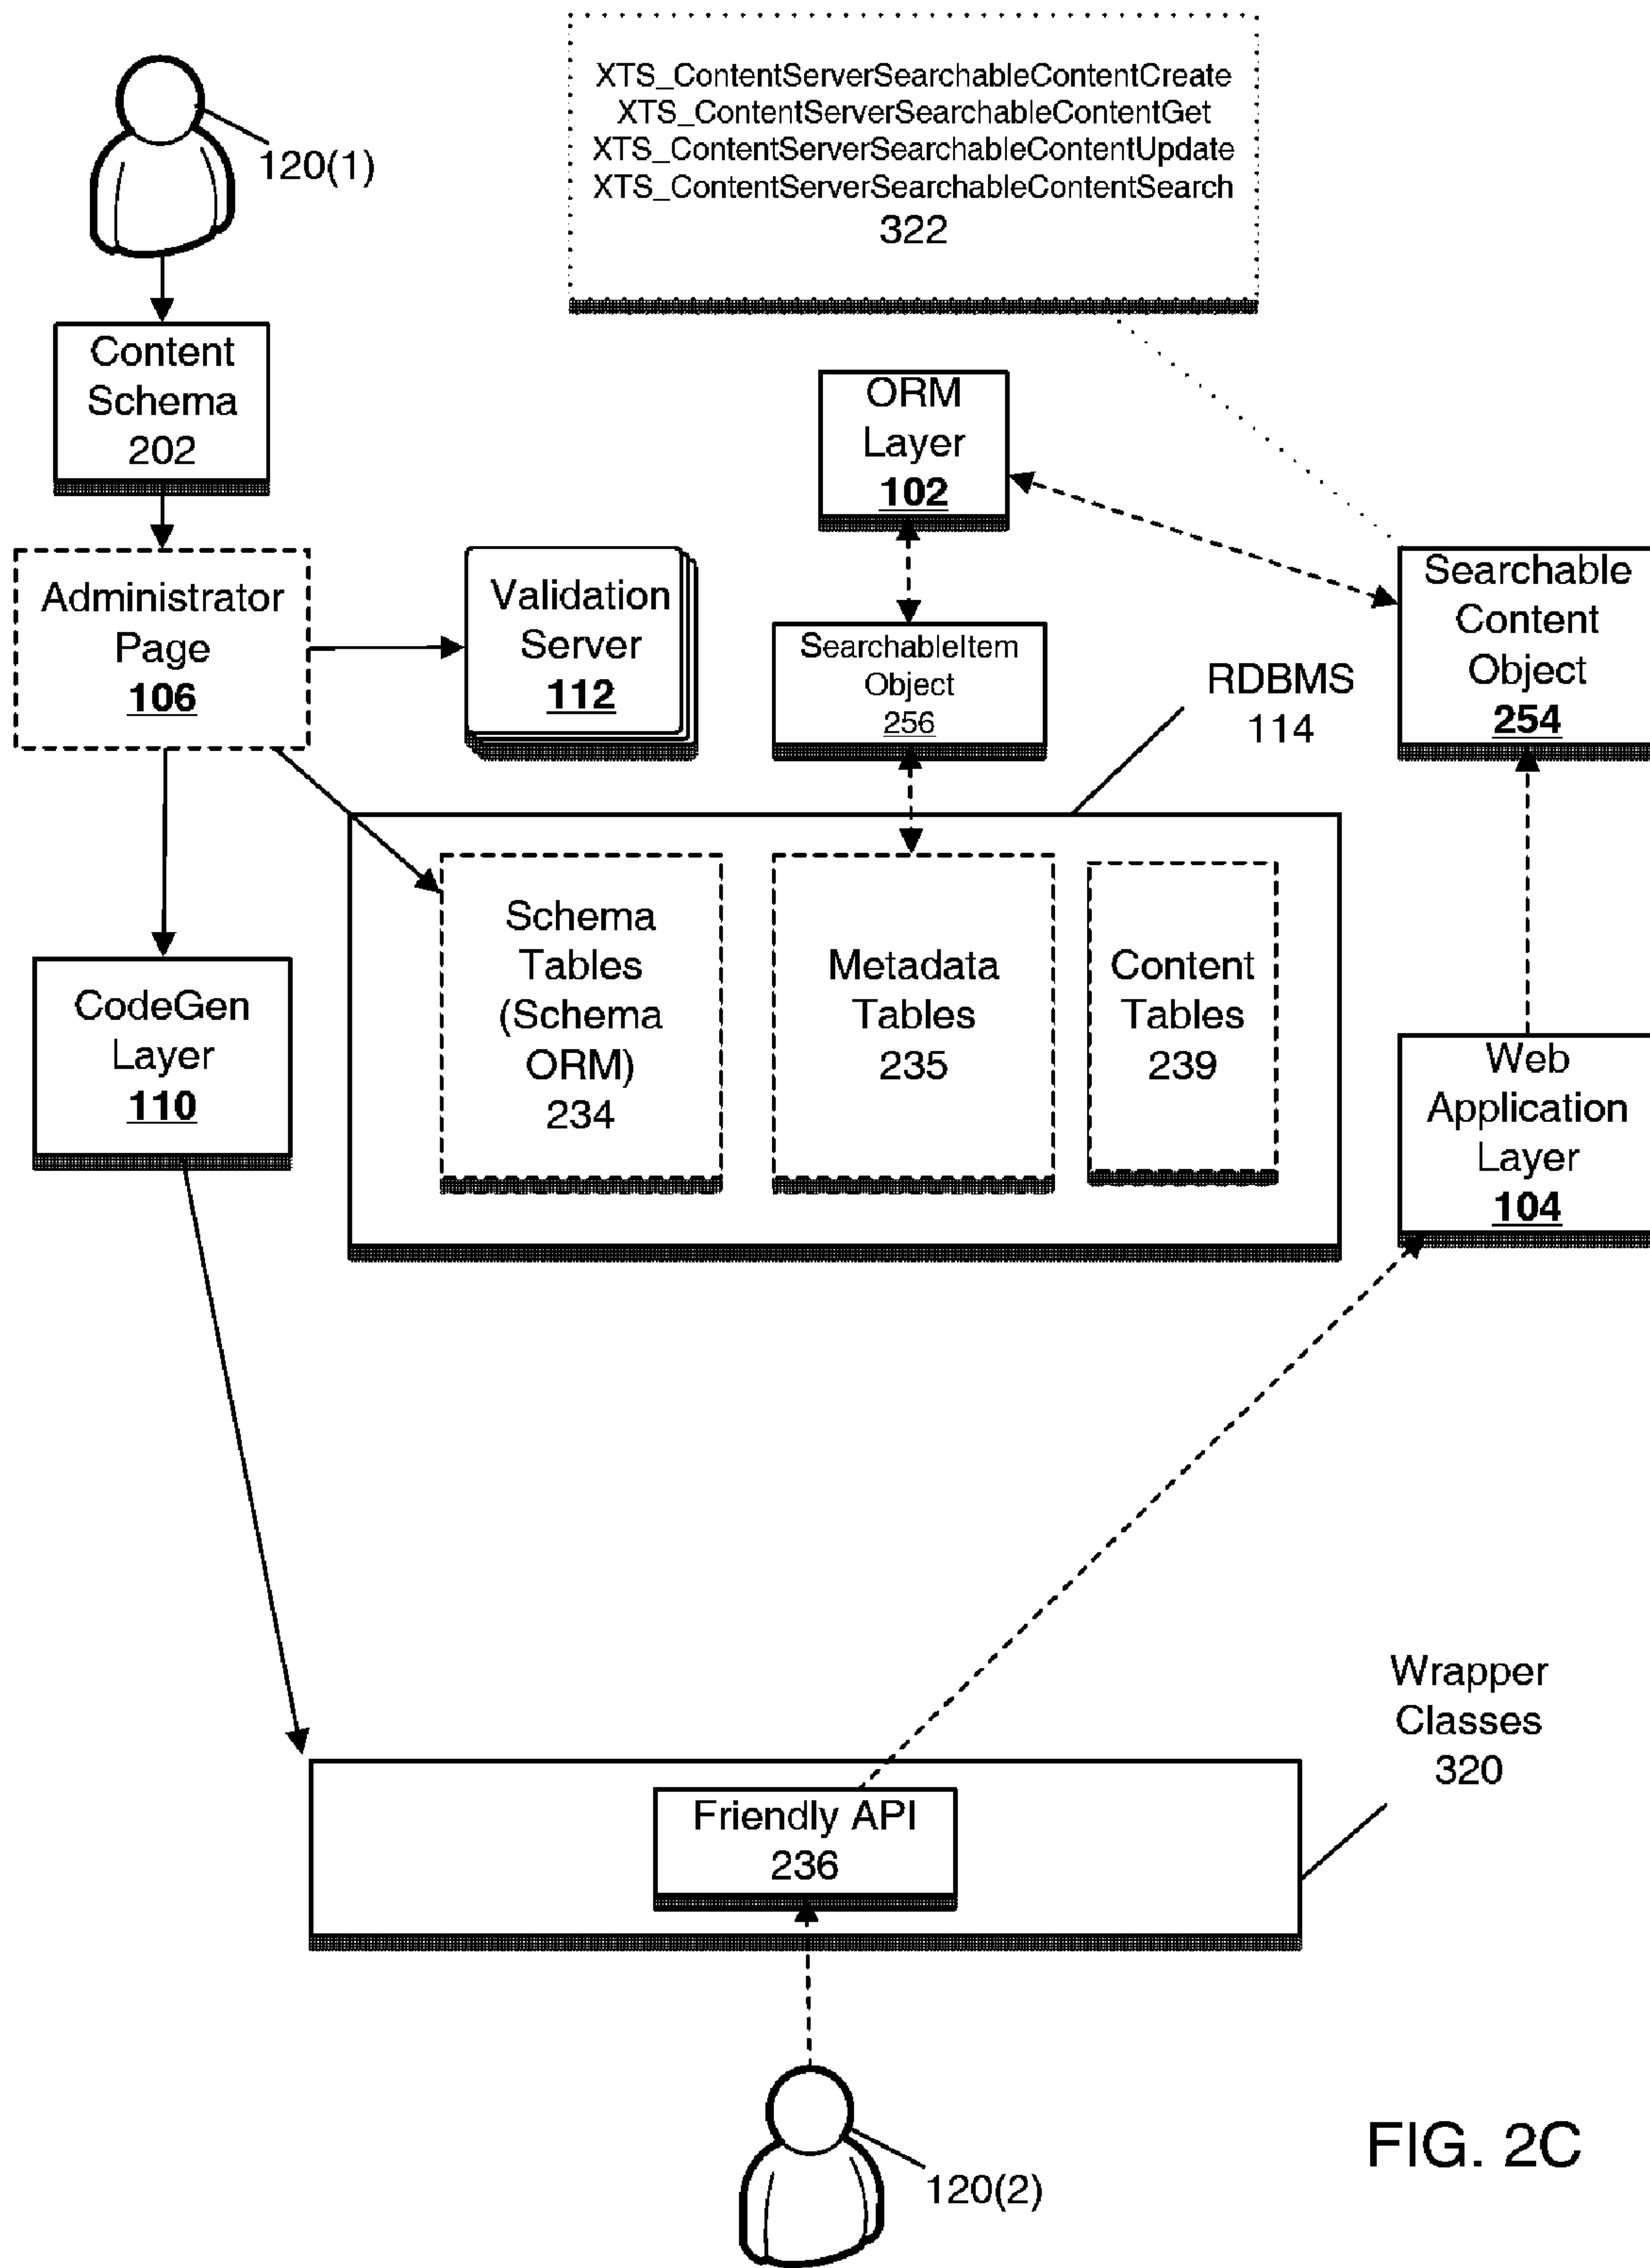 XTS_ContentServerSearchableContentCreate
XTS_ContentServerSearchableContentGet
XTS_ContentServerSearchableContentUpdate
XTS_ContentServerSearchableContentSearch
322
120(1)
Content
Schema
202
ORM
Layer
102
Administrator
Page
106
Validation
Server
112
SearchableItem
Object
256
RDBMS
114
Searchable
Content
Object
254
Schema
Tables
(Schema
ORM)
234
Metadata
Tables
235
Content
Tables
239
CodeGen
Layer
110
Web
Application
Layer
104
Wrapper
Classes
320
Friendly API
236
120(2)
FIG. 2C